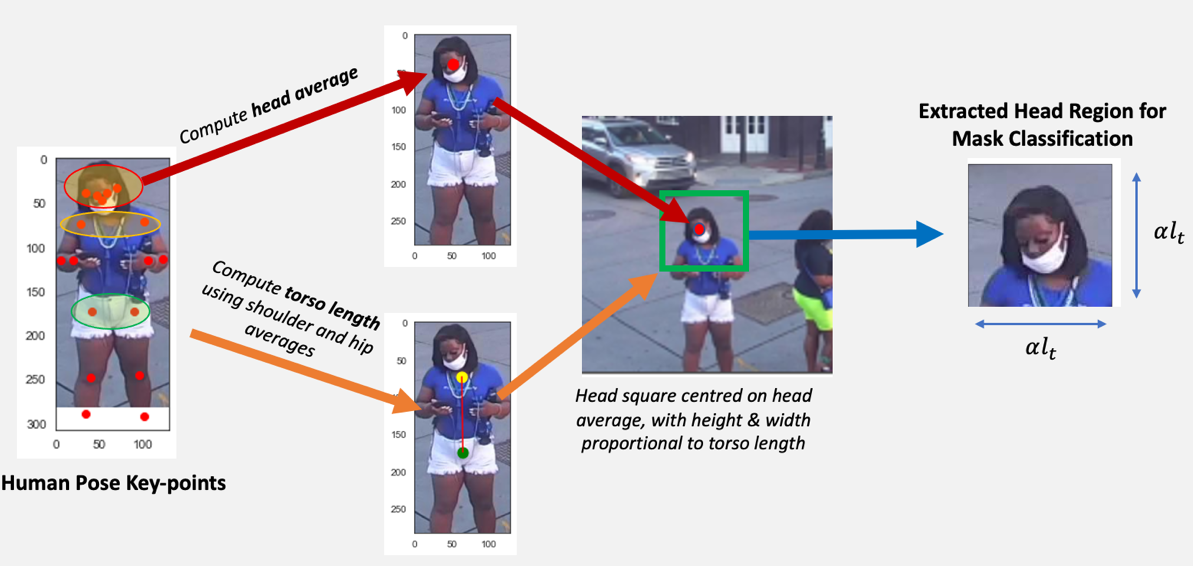 Compute head average
0
50
100
150
200
250
0 50 100
Extracted Head Region for
Mask Classification
0
50
100
150
200
250
300
0 50 100
Human Pose Key-points
Compute torso length
using shoulder and hip
averages
0
50
150
200
250
0 50 100
Head square centred on head
average, with height & width
proportional to torso length
αlₜ
αlₜ